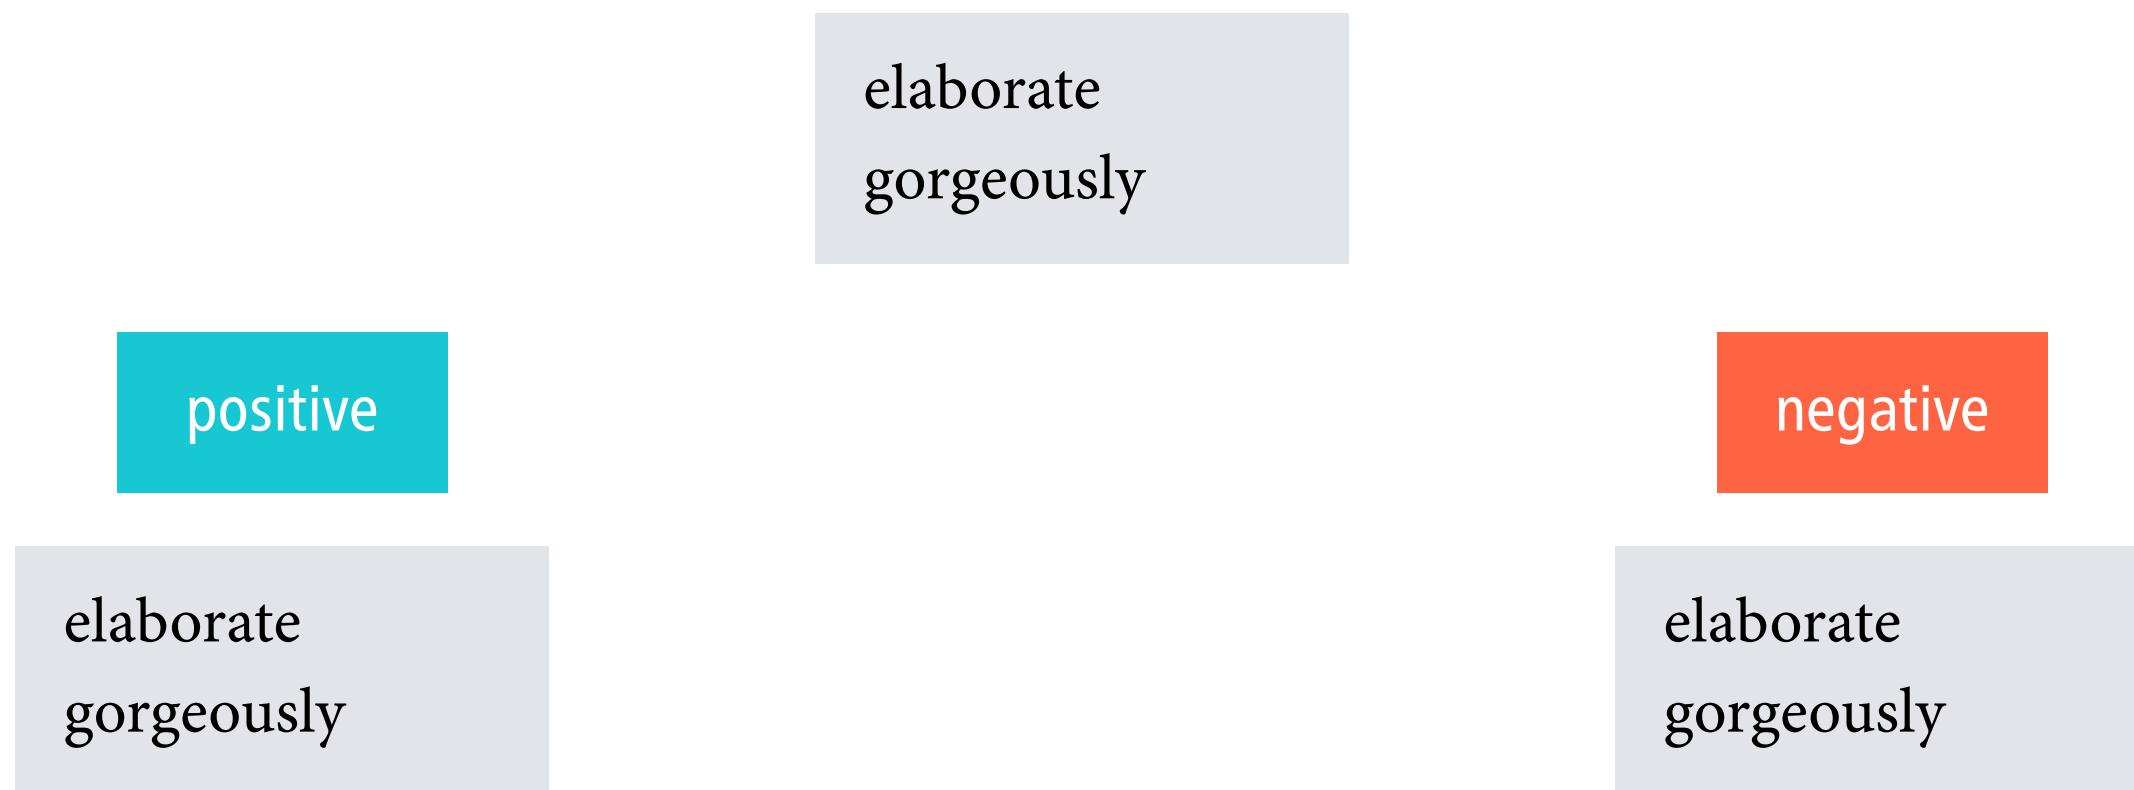 elaborate
gorgeously
positive
negative
elaborate
gorgeously
elaborate
gorgeously